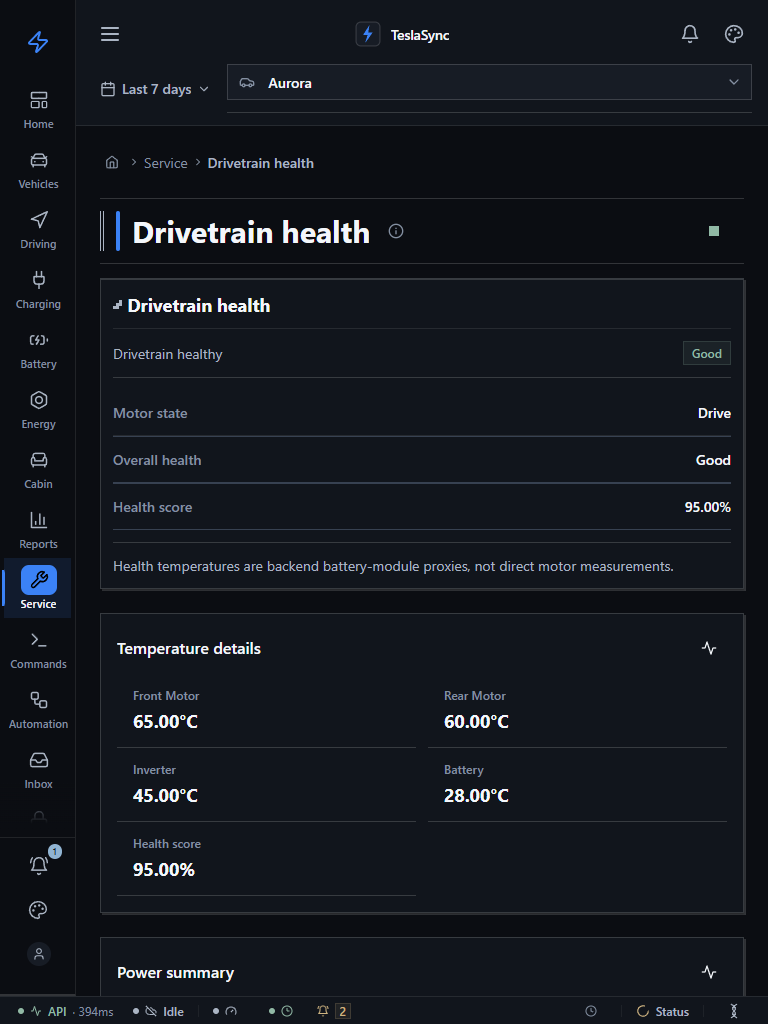 TeslaSync
Last 7 days
Aurora
Home
Vehicles
Driving
Charging
Battery
Energy
Cabin
Reports
Service
Commands
Automation
Inbox
1
Service
Drivetrain health
Drivetrain health
Drivetrain health
Drivetrain healthy
Good
Motor state
Drive
Overall health
Good
Health score
95.00%
Health temperatures are backend battery-module proxies, not direct motor measurements.
Temperature details
Front Motor
65.00°C
Rear Motor
60.00°C
Inverter
45.00°C
Battery
28.00°C
Health score
95.00%
Power summary
API · 394ms
Idle
2
Status